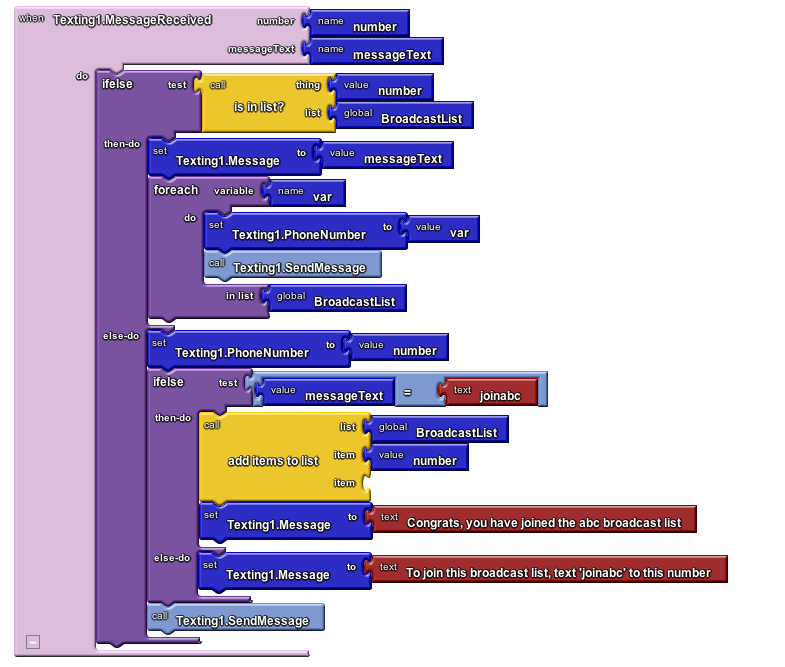 when Texting1.MessageReceived number name number
messageText name messageText
do
ifelse test call is in list? thing value number
list global BroadcastList
then-do set Texting1.Message to value messageText
foreach variable name var
do set Texting1.PhoneNumber to value var
call Texting1.SendMessage
in list global BroadcastList
else-do set Texting1.PhoneNumber to value number
ifelse test value messageText = text joinabc
then-do call add items to list list global BroadcastList
item value number
item
set Texting1.Message to text Congrats, you have joined the abc broadcast list
else-do set Texting1.Message to text To join this broadcast list, text 'joinabc' to this number
call Texting1.SendMessage